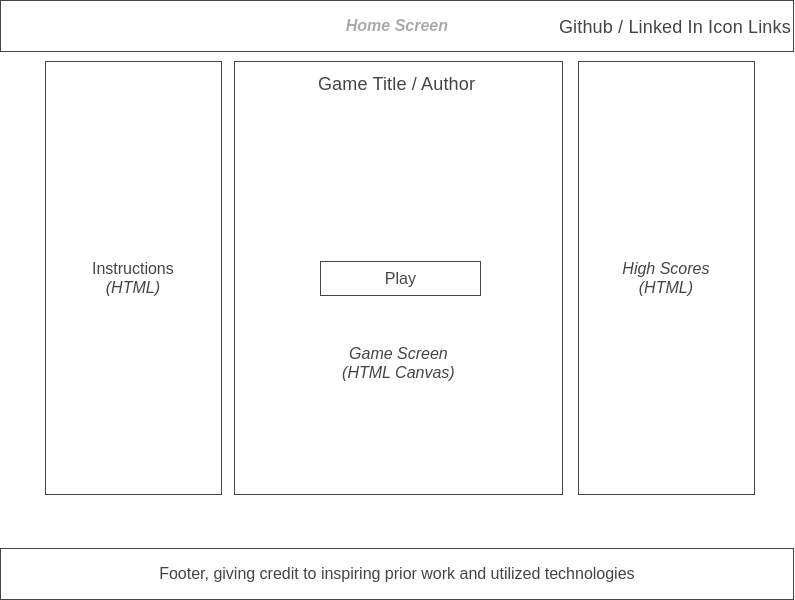 Home Screen
Github / Linked In Icon Links
Game Title / Author
Instructions
(HTML)
Play
Game Screen
(HTML Canvas)
High Scores
(HTML)
Footer, giving credit to inspiring prior work and utilized technologies